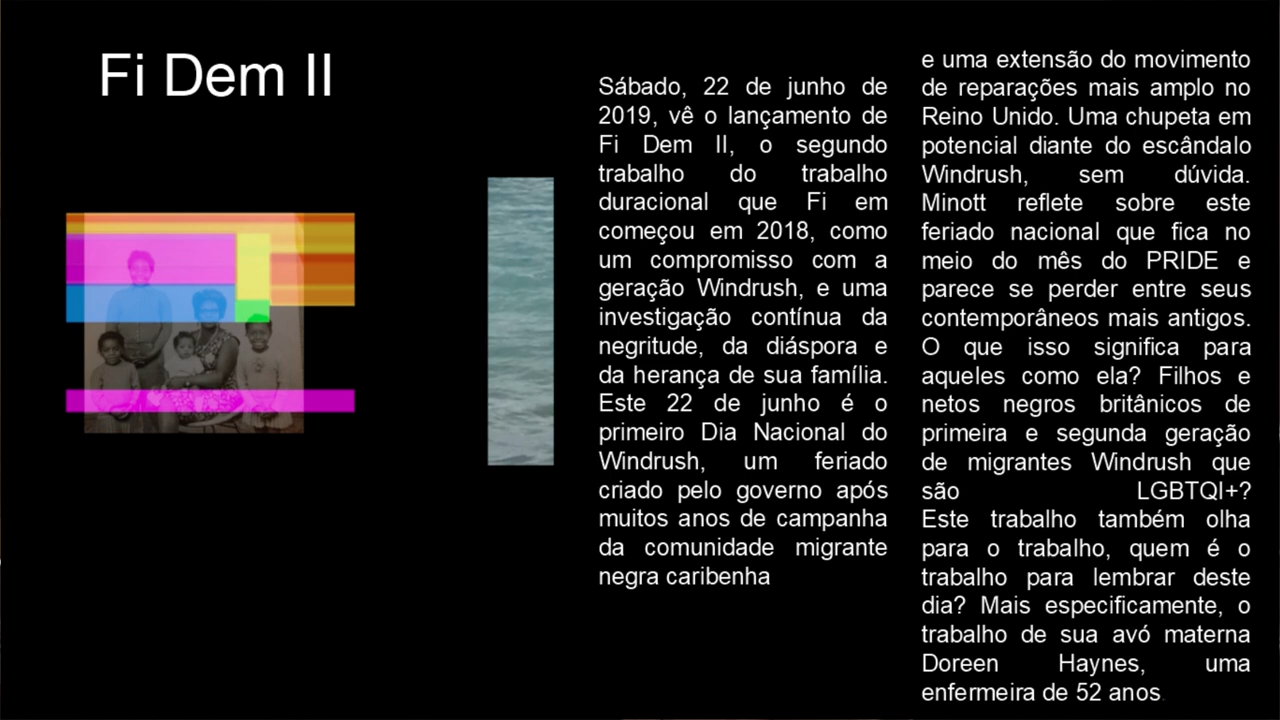 Fi Dem II
Sábado, 22 de junho de
2019, vê o lançamento de
Fi Dem II, o segundo
trabalho do trabalho
duracional que Fi em
começou em 2018, como
um compromisso com a
geração Windrush, e uma
investigação contínua da
negritude, da diáspora e
da herança de sua família.
Este 22 de junho é o
primeiro Dia Nacional do
Windrush, um feriado
criado pelo governo após
muitos anos de campanha
da comunidade migrante
negra caribenha
e uma extensão do movimento
de reparações mais amplo no
Reino Unido. Uma chupeta em
potencial diante do escândalo
Windrush, sem dúvida.
Minott reflete sobre este
feriado nacional que fica no
meio do mês do PRIDE e
parece se perder entre seus
contemporâneos mais antigos.
O que isso significa para
aqueles como ela? Filhos e
netos negros britânicos de
primeira e segunda geração
de migrantes Windrush que
são LGBTQI+?
Este trabalho também olha
para o trabalho, quem é o
trabalho para lembrar deste
dia? Mais especificamente, o
trabalho de sua avó materna
Doreen Haynes, uma
enfermeira de 52 anos.